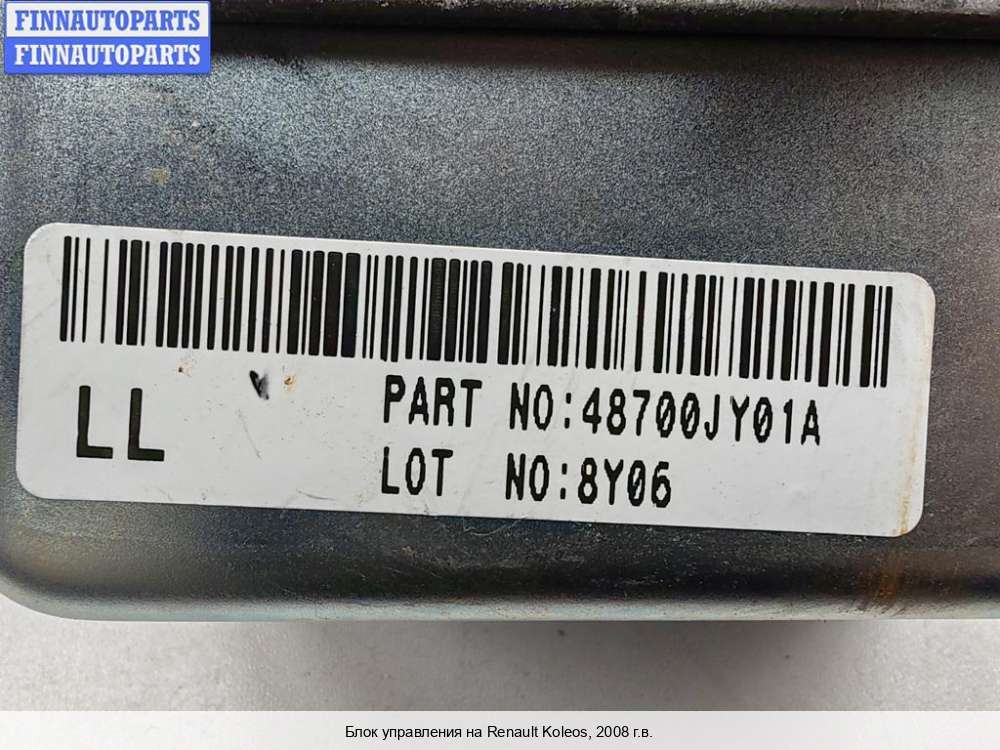 FINNAUTOPARTS
FINNAUTOPARTS
LL
PART NO:48700JY01A
LOT NO:8Y06
Блок управления на Renault Koleos, 2008 г.в.